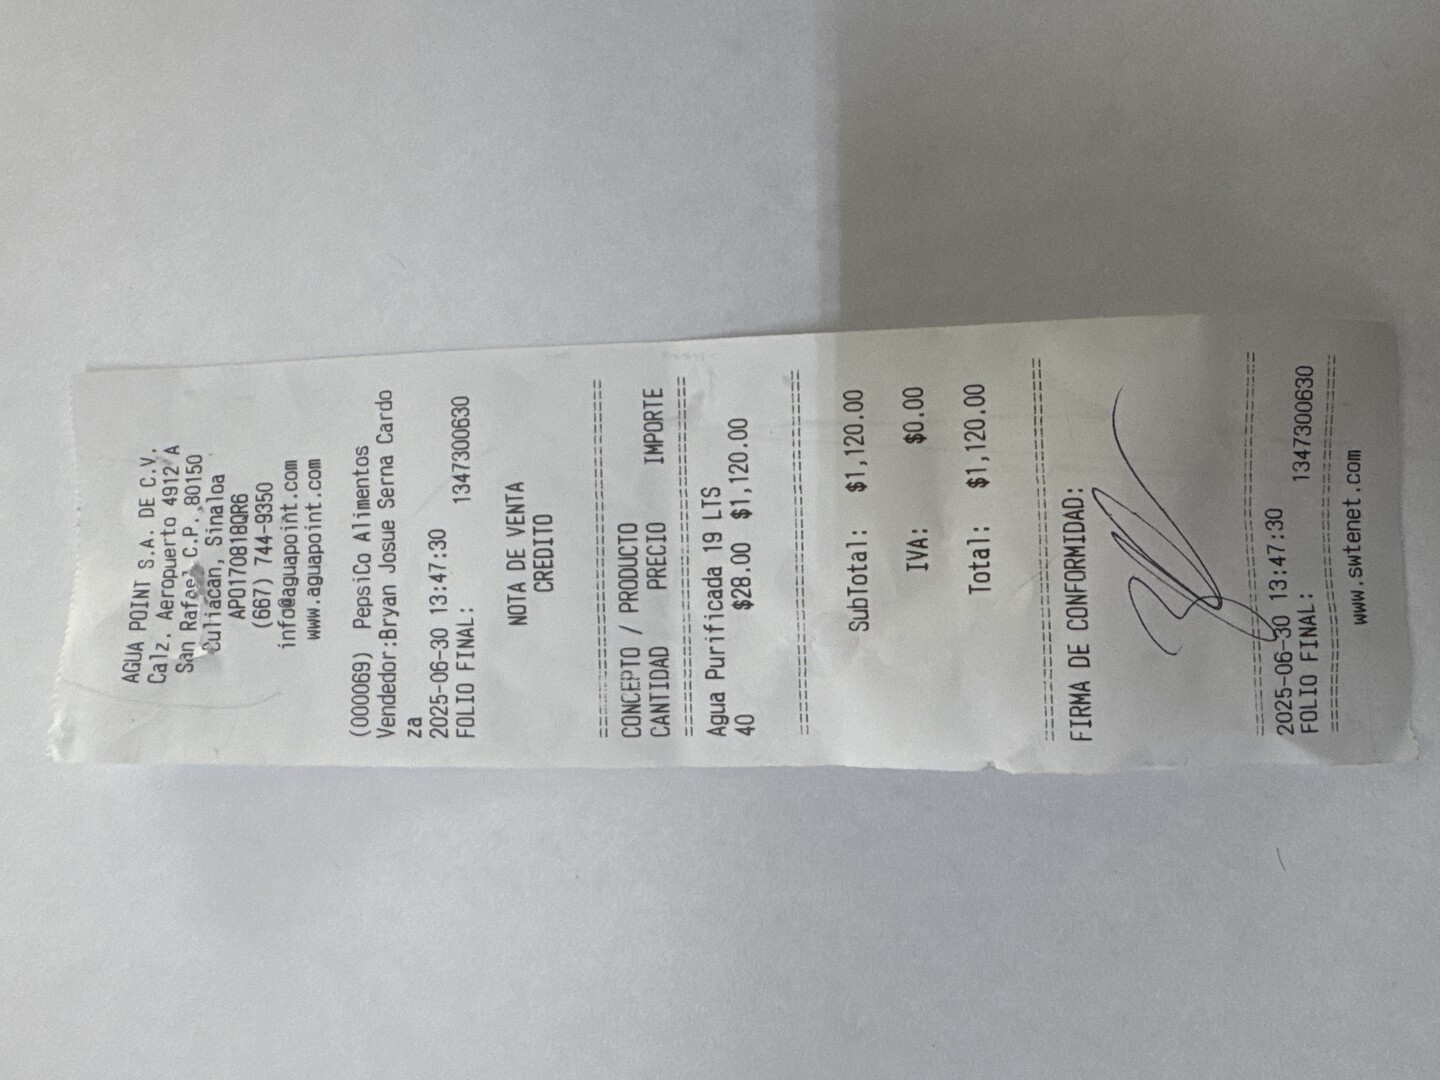 AGUA POINT S.A. DE C.V.
Calz. Aeropuerto 4912 A
San Rafael C.P. ,80150
Culiacan, Sinaloa
APO170818QR6
(667) 744-9350
info@aguapoint.com
www.aguapoint.com
(000069) PepsiCo Alimentos
Vendedor:Bryan Josue Serna Cardo
za
2025-06-30 13:47:30
FOLIO FINAL: 1347300630
NOTA DE VENTA
CREDITO
================================
CONCEPTO / PRODUCTO
CANTIDAD PRECIO IMPORTE
================================
Agua Purificada 19 LTS
40 $28.00 $1,120.00
================================
SubTotal: $1,120.00
IVA: $0.00
Total: $1,120.00
================================
FIRMA DE CONFORMIDAD:
================================
2025-06-30 13:47:30
FOLIO FINAL: 1347300630
================================
www.swtenet.com